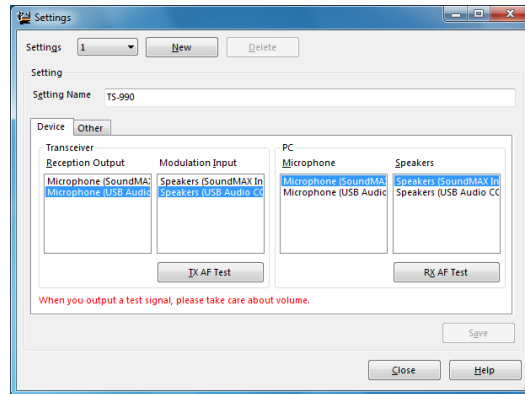 Settings
Settings 1 New Delete
Setting
Setting Name TS-990
Device Other
Transceiver PC
Reception Output Modulation Input Microphone Speakers
Microphone (SoundMAX Speakers (SoundMAX In Microphone (SoundMAX Speakers (SoundMAX In
Microphone (USB Audio Speakers (USB Audio CO Microphone (USB Audic Speakers (USB Audio CO
TX AF Test RX AF Test
When you output a test signal, please take care about volume.
Save
Close Help